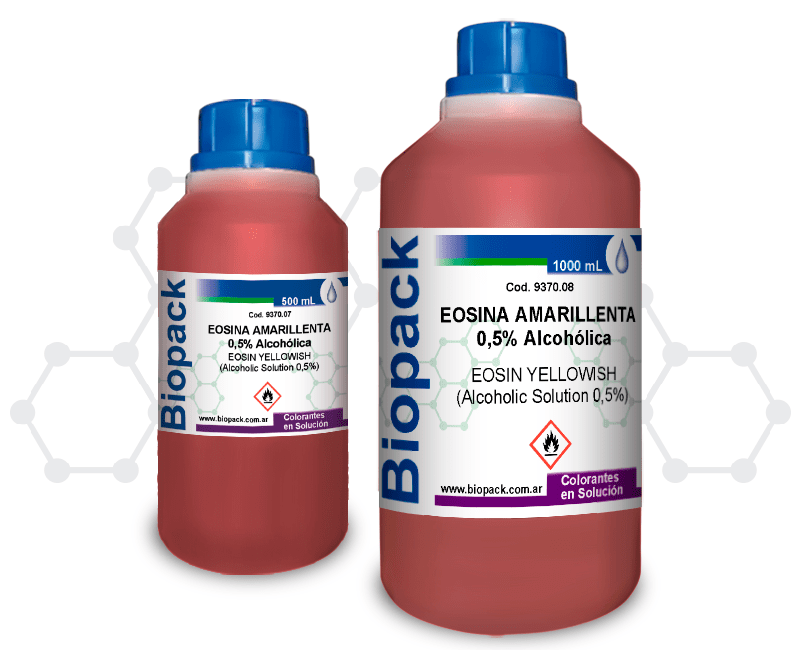 Biopack
500 mL
Cod. 9370.07
EOSINA AMARILLENTA
0,5% Alcohólica
EOSIN YELLOWISH
(Alcoholic Solution 0,5%)
www.biopack.com.ar
Colorantes
en Solución
Biopack
1000 mL
Cod. 9370.08
EOSINA AMARILLENTA
0,5% Alcohólica
EOSIN YELLOWISH
(Alcoholic Solution 0,5%)
www.biopack.com.ar
Colorantes
en Solución